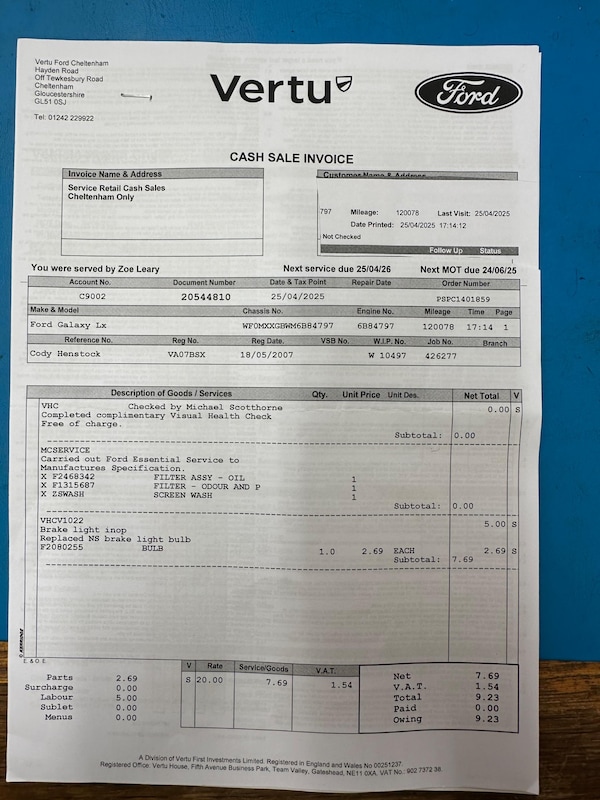 Vertu Ford Cheltenham
Hayden Road
Off Tewkesbury Road
Cheltenham
Gloucestershire
GL51 0SJ
Tel: 01242 229922
Vertu
Ford
CASH SALE INVOICE
Invoice Name & Address
Service Retail Cash Sales
Cheltenham Only
Customer Name & Address
797 Mileage: 120078 Last Visit: 25/04/2025
Date Printed: 25/04/2025 17:14:12
Not Checked
Follow Up Status
You were served by Zoe Leary Next service due 25/04/26 Next MOT due 24/06/25
Account No. Document Number Date & Tax Point Repair Date Order Number
C9002 20544810 25/04/2025 PSPC1401859
Make & Model Chassis No. Engine No. Mileage Time Page
Ford Galaxy Lx WF0MXXGBWM6B84797 6B84797 120078 17:14 1
Reference No. Reg No. Reg Date. VSB No. W.I.P. No. Job No. Branch
Cody Henstock VA07BSX 18/05/2007 W 10497 426277
Description of Goods / Services Qty. Unit Price Unit Des. Net Total V
VHC Checked by Michael Scotthorne 0.00 S
Completed complimentary Visual Health Check
Free of charge.
Subtotal: 0.00
MCSERVICE
Carried out Ford Essential Service to
Manufactures Specification.
X F2468342 FILTER ASSY - OIL 1
X F1315687 FILTER - ODOUR AND P 1
X ZSWASH SCREEN WASH 1
Subtotal: 0.00
VHCV1022 5.00 S
Brake light inop
Replaced NS brake light bulb
F2080255 BULB 1.0 2.69 EACH 2.69 S
Subtotal: 7.69
E. & O.E.
Parts 2.69
Surcharge 0.00
Labour 5.00
Sublet 0.00
Menus 0.00
V Rate Service/Goods V.A.T.
S 20.00 7.69 1.54
Net 7.69
V.A.T. 1.54
Total 9.23
Paid 0.00
Owing 9.23
A Division of Vertu First Investments Limited. Registered in England and Wales No 00251237.
Registered Office: Vertu House, Fifth Avenue Business Park, Team Valley, Gateshead, NE11 0XA. VAT No.: 902 7372 36.